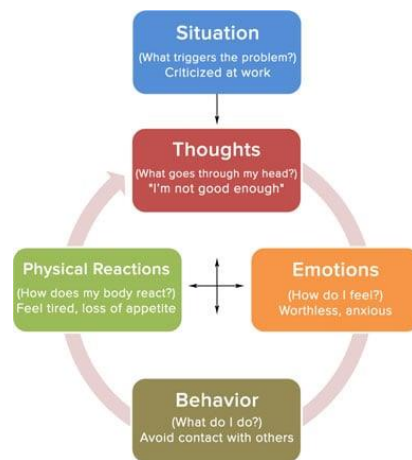 Situation
(What triggers the problem?)
Criticized at work
Thoughts
(What goes through my head?)
"I'm not good enough"
Physical Reactions
(How does my body react?)
Feel tired, loss of appetite
Emotions
(How do I feel?)
Worthless, anxious
Behavior
(What do I do?)
Avoid contact with others